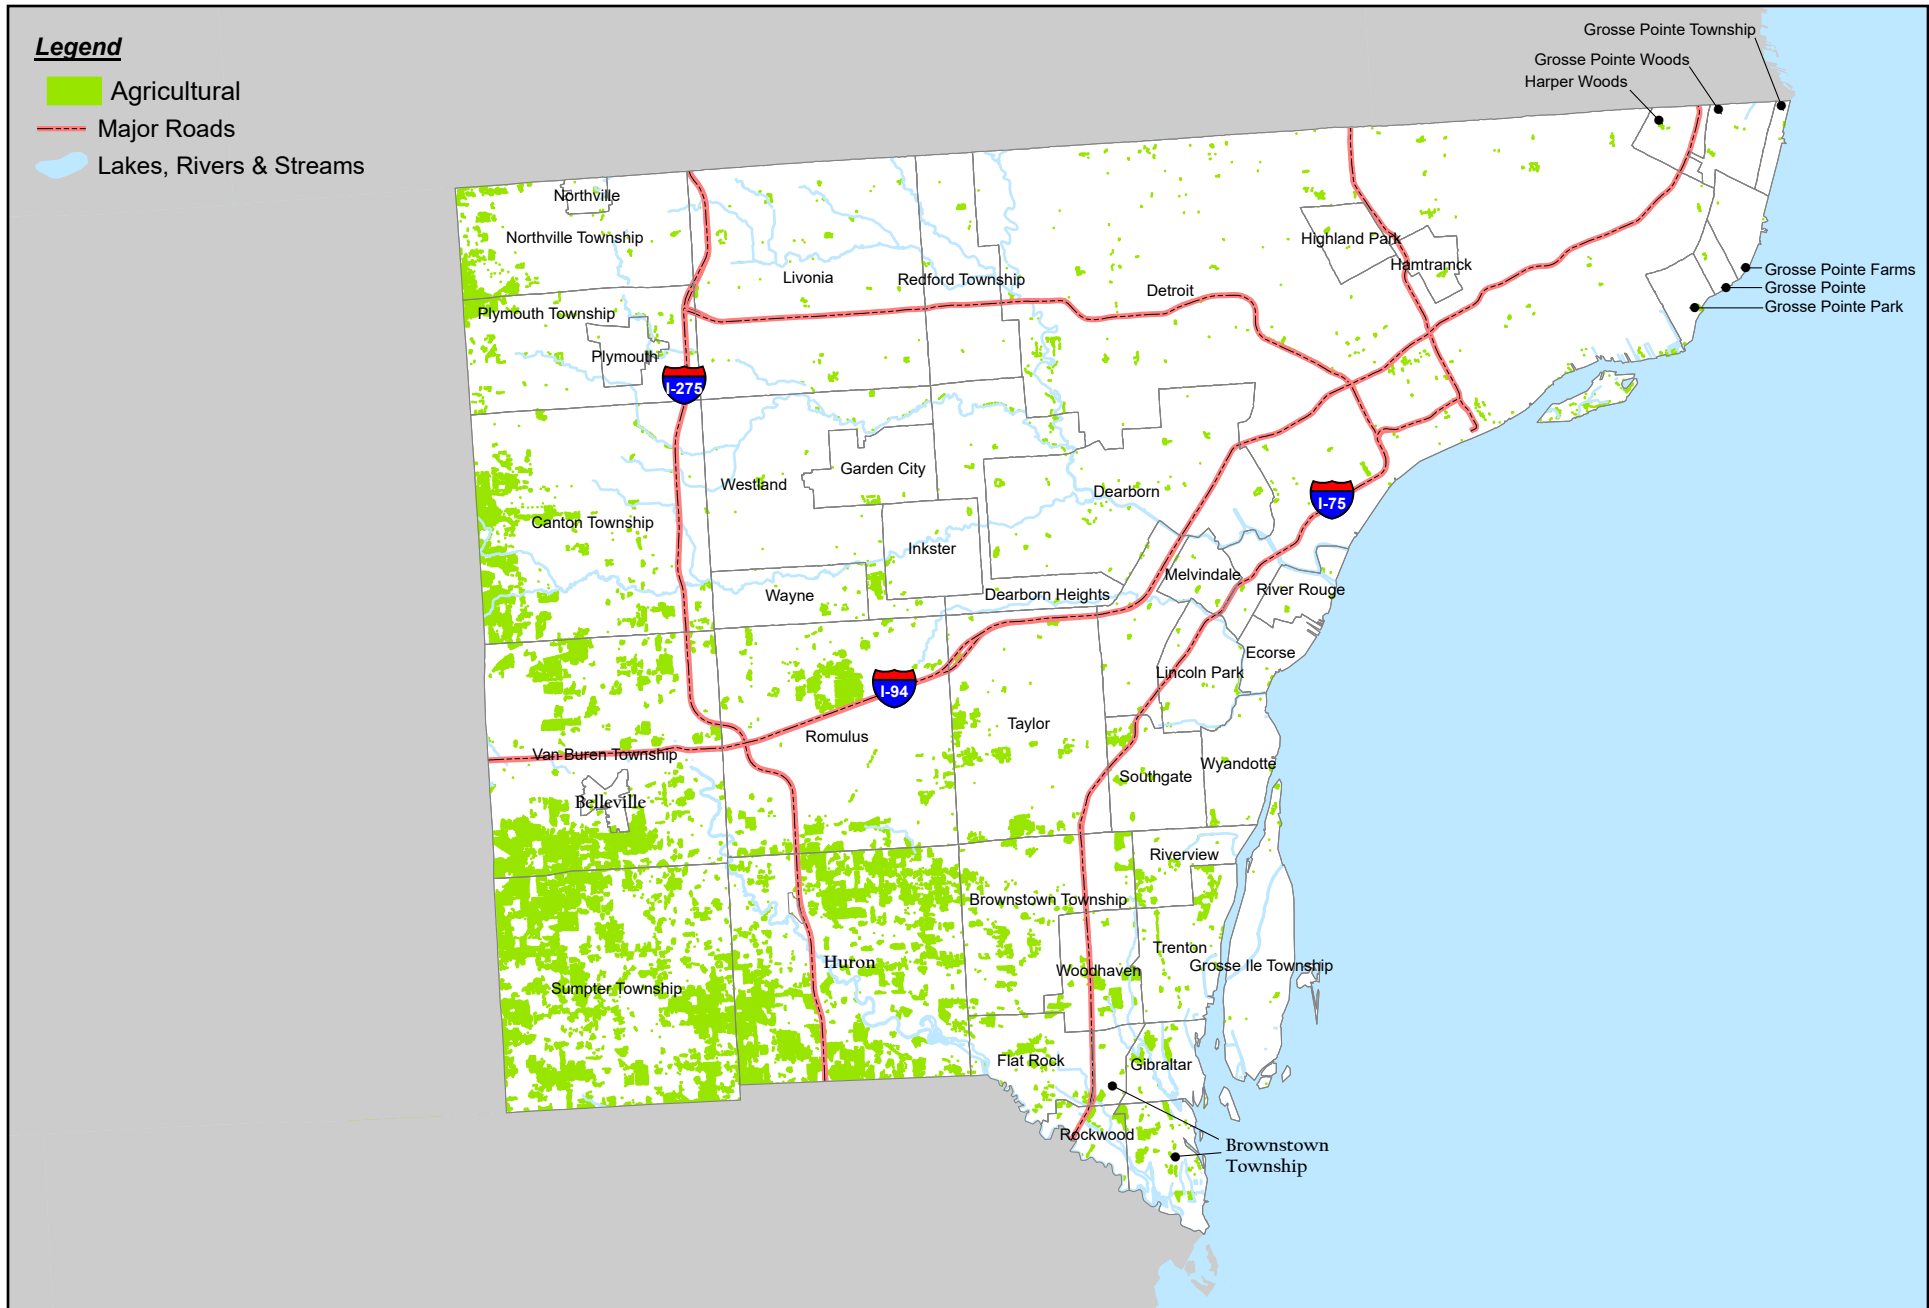 Legend
Agricultural
Major Roads
Lakes, Rivers & Streams
Grosse Pointe Township
Grosse Pointe Woods
Harper Woods
Northville
Northville Township
Highland Park
Hamtramck
Livonia
Redford Township
Detroit
Grosse Pointe Farms
Grosse Pointe
Grosse Pointe Park
Plymouth Township
Plymouth
I-275
Westland
Garden City
Dearborn
I-75
Canton Township
Inkster
Melvindale
River Rouge
Wayne
Dearborn Heights
Ecorse
Lincoln Park
I-94
Taylor
Romulus
Van Buren Township
Southgate
Wyandotte
Belleville
Riverview
Brownstown Township
Trenton
Huron
Woodhaven
Grosse Ile Township
Sumpter Township
Flat Rock
Gibraltar
Rockwood
Brownstown
Township